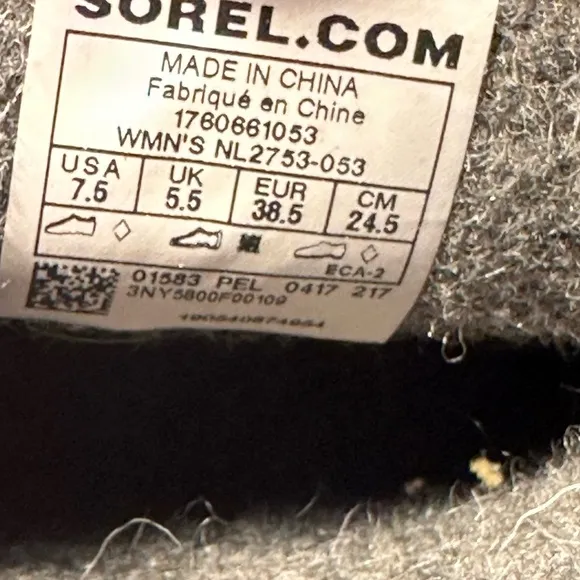 SOREL.COM
MADE IN CHINA
Fabriqué en Chine
1760661053
WMN'S NL2753-053
USA UK EUR CM
7.5 5.5 38.5 24.5
ECA-2
01583 PEL 0417 217
3NY5800F00109